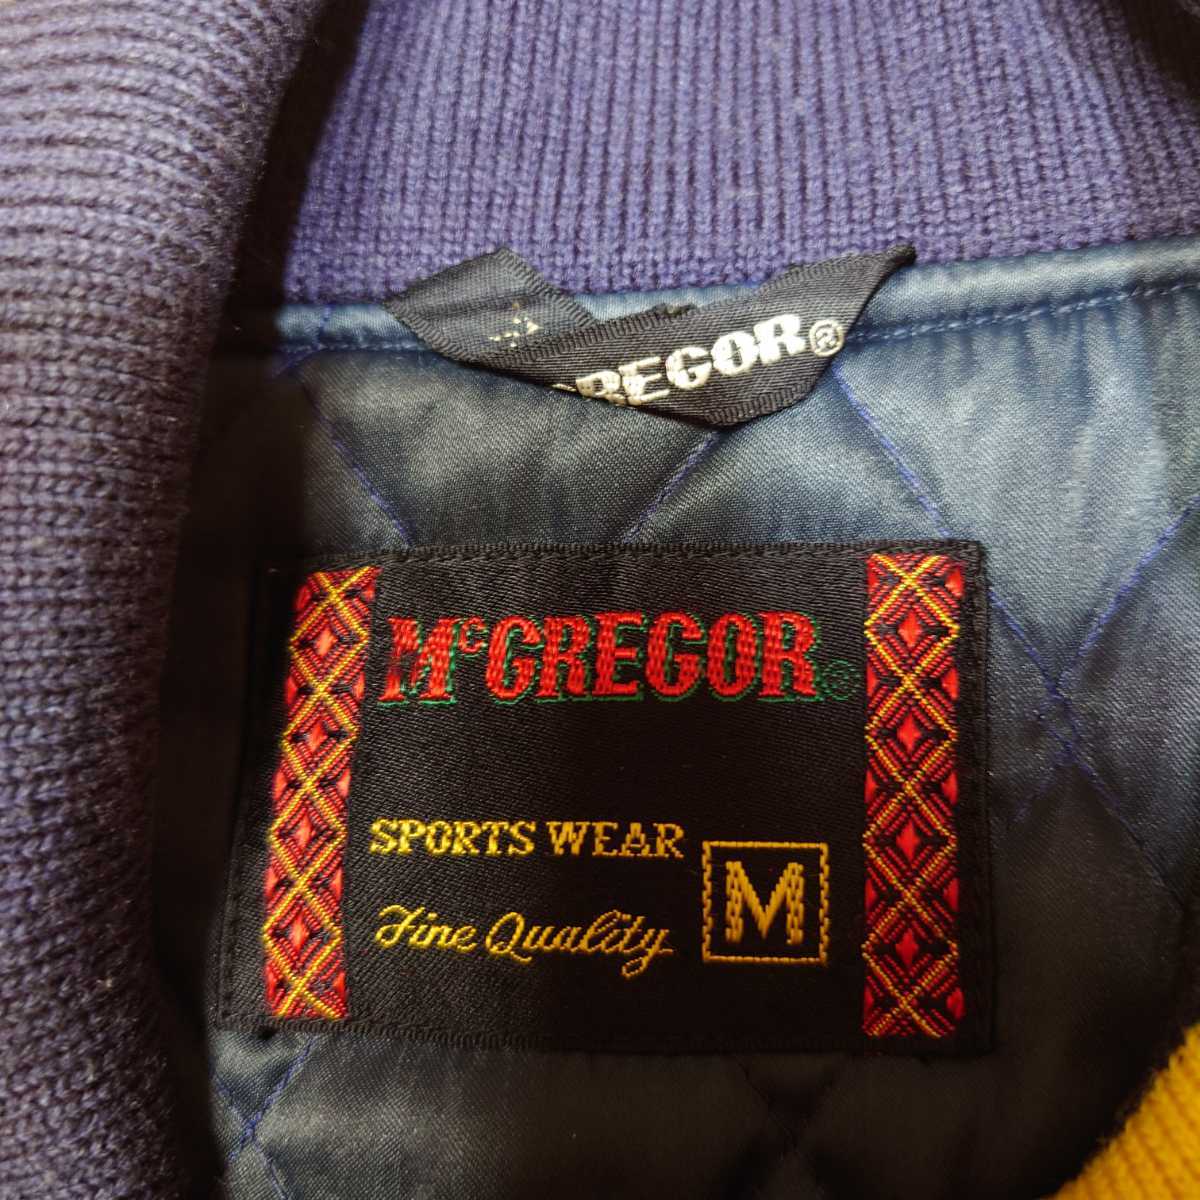 GREGOR®
McGREGOR®
SPORTS WEAR
Fine Quality
M